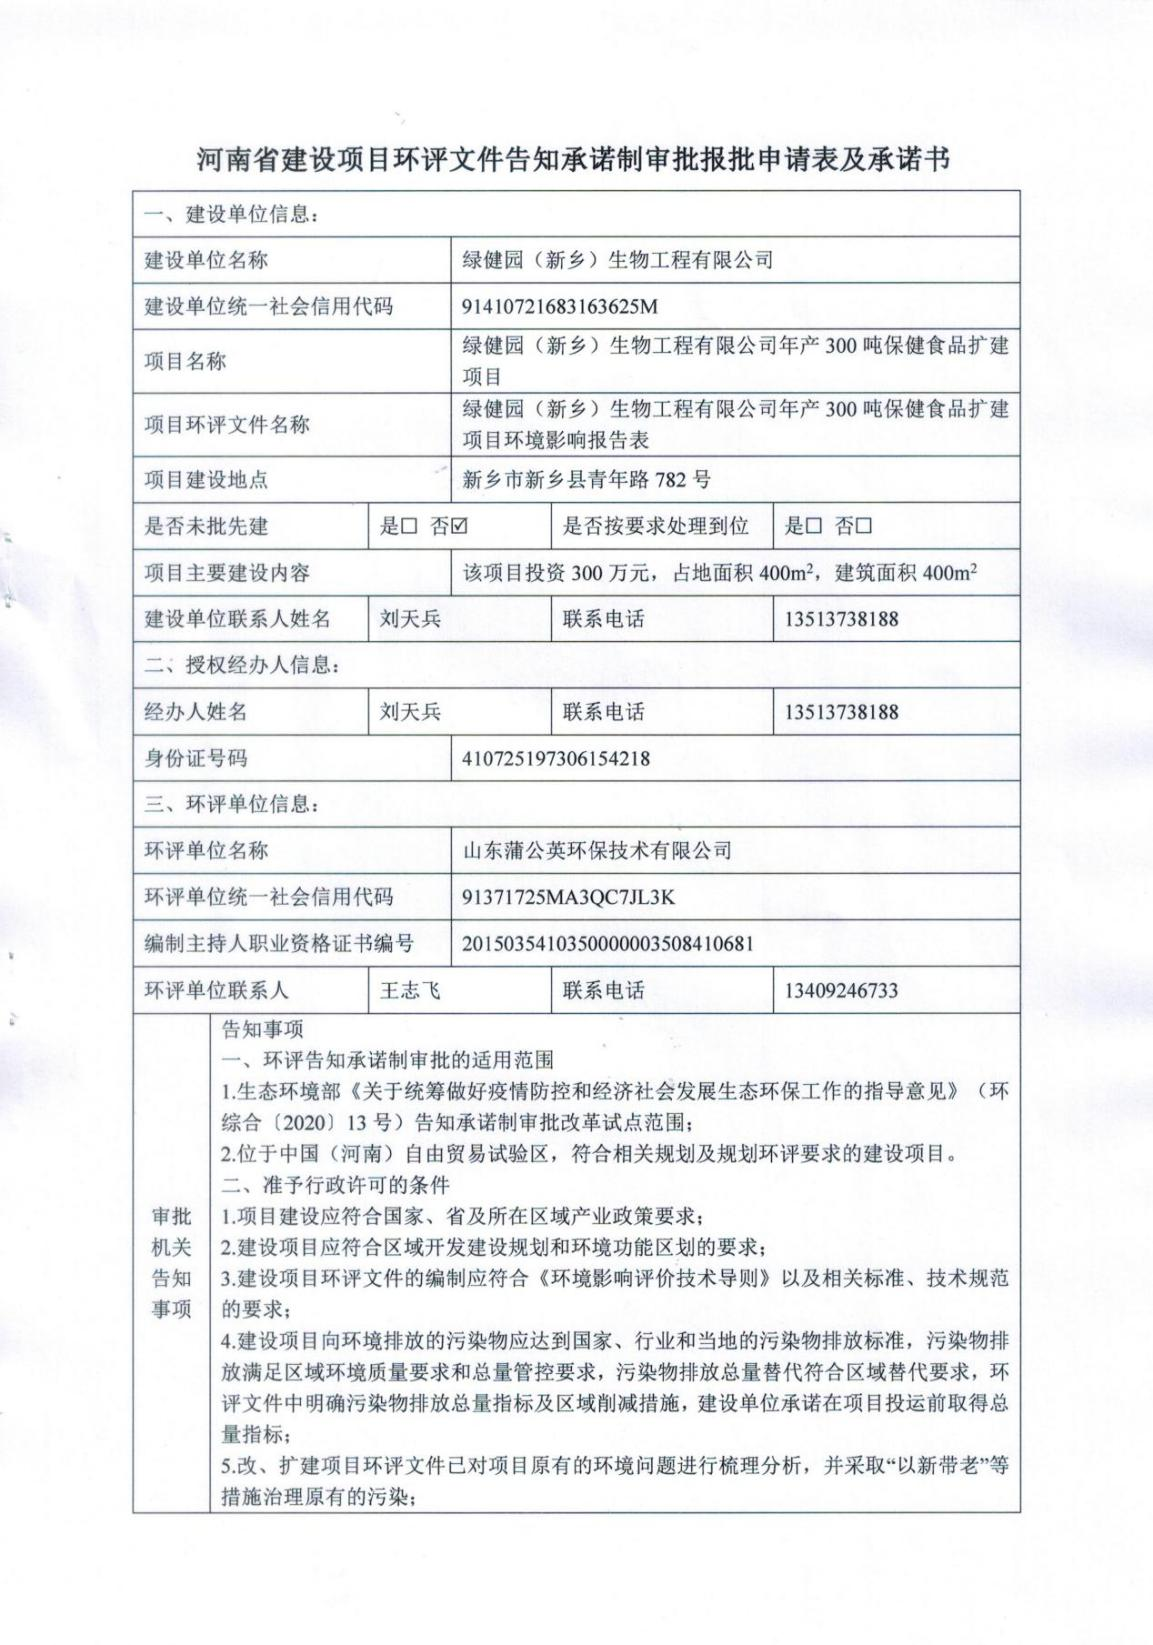 河南省建设项目环评文件告知承诺制审批报批申请表及承诺书
一、建设单位信息：
建设单位名称 绿健园（新乡）生物工程有限公司
建设单位统一社会信用代码 91410721683163625M
项目名称 绿健园（新乡）生物工程有限公司年产 300 吨保健食品扩建
项目
项目环评文件名称 绿健园（新乡）生物工程有限公司年产 300 吨保健食品扩建
项目环境影响报告表
项目建设地点 新乡市新乡县青年路 782 号
是否未批先建 是☐ 否☑ 是否按要求处理到位 是☐ 否☐
项目主要建设内容 该项目投资 300 万元，占地面积 400m²，建筑面积 400m²
建设单位联系人姓名 刘天兵 联系电话 13513738188
二、授权经办人信息：
经办人姓名 刘天兵 联系电话 13513738188
身份证号码 410725197306154218
三、环评单位信息：
环评单位名称 山东蒲公英环保技术有限公司
环评单位统一社会信用代码 91371725MA3QC7JL3K
编制主持人职业资格证书编号 2015035410350000003508410681
环评单位联系人 王志飞 联系电话 13409246733
审批
机关
告知
事项
告知事项
一、环评告知承诺制审批的适用范围
1.生态环境部《关于统筹做好疫情防控和经济社会发展生态环保工作的指导意见》（环
综合〔2020〕13 号）告知承诺制审批改革试点范围；
2.位于中国（河南）自由贸易试验区，符合相关规划及规划环评要求的建设项目。
二、准予行政许可的条件
1.项目建设应符合国家、省及所在区域产业政策要求；
2.建设项目应符合区域开发建设规划和环境功能区划的要求；
3.建设项目环评文件的编制应符合《环境影响评价技术导则》以及相关标准、技术规范
的要求；
4.建设项目向环境排放的污染物应达到国家、行业和当地的污染物排放标准，污染物排
放满足区域环境质量要求和总量管控要求，污染物排放总量替代符合区域替代要求，环
评文件中明确污染物排放总量指标及区域削减措施，建设单位承诺在项目投运前取得总
量指标；
5.改、扩建项目环评文件已对项目原有的环境问题进行梳理分析，并采取“以新带老”等
措施治理原有的污染；